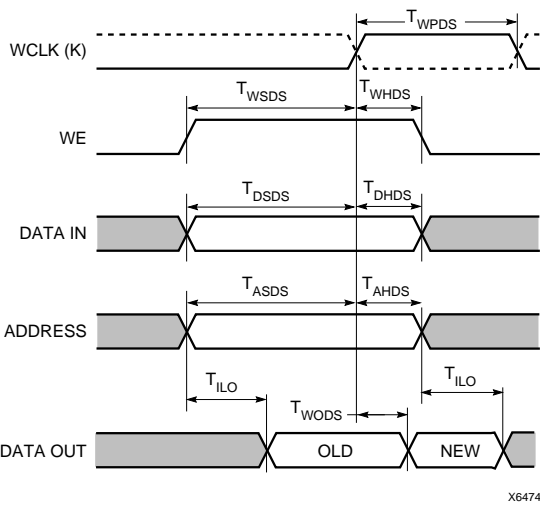 T_WPDS
WCLK (K)
T_WSDS T_WHDS
WE
T_DSDS T_DHDS
DATA IN
T_ASDS T_AHDS
ADDRESS
T_ILO T_ILO
T_WODS
DATA OUT OLD NEW
X6474